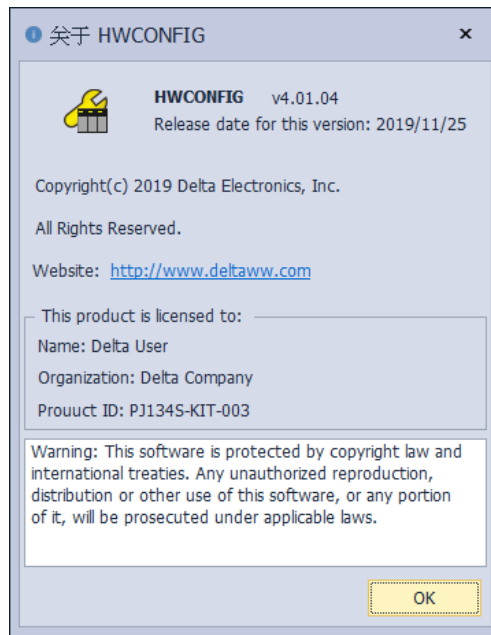 关于 HWCONFIG
HWCONFIG v4.01.04
Release date for this version: 2019/11/25
Copyright(c) 2019 Delta Electronics, Inc.
All Rights Reserved.
Website: http://www.deltaww.com
This product is licensed to:
Name: Delta User
Organization: Delta Company
Prouuct ID: PJ134S-KIT-003
Warning: This software is protected by copyright law and
international treaties. Any unauthorized reproduction,
distribution or other use of this software, or any portion
of it, will be prosecuted under applicable laws.
OK